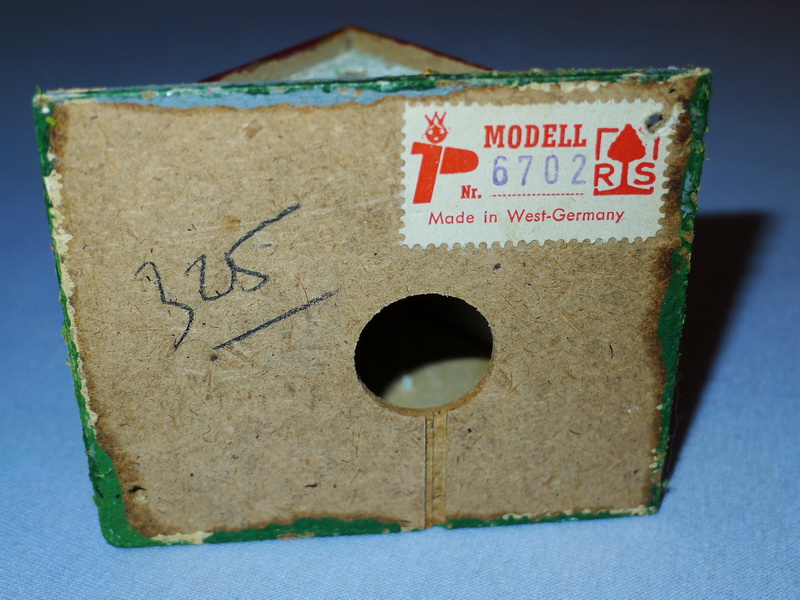 MODELL
Nr. 6702
RS
Made in West-Germany
325